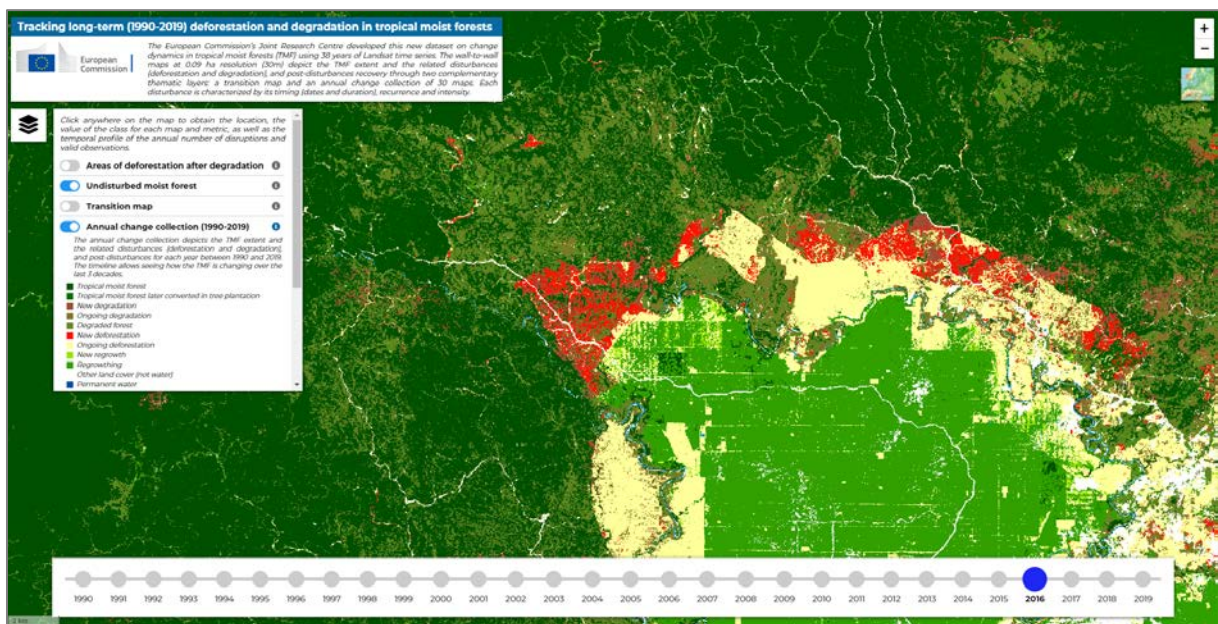 Tracking long-term (1990-2019) deforestation and degradation in tropical moist forests
European
Commission
The European Commission's Joint Research Centre developed this new dataset on change
dynamics in tropical moist forests (TMF) using 38 years of Landsat time series. The wall-to-wall
maps at 0.09 ha resolution (30m) depict the TMF extent and the related disturbances
(deforestation and degradation), and post-disturbances recovery through two complementary
thematic layers: a transition map and an annual change collection of 30 maps. Each
disturbance is characterized by its timing (dates and duration), recurrence and intensity.
+
−
Click anywhere on the map to obtain the location, the
value of the class for each map and metric, as well as the
temporal profile of the annual number of disruptions and
valid observations.
Areas of deforestation after degradation
Undisturbed moist forest
Transition map
Annual change collection (1990-2019)
The annual change collection depicts the TMF extent and
the related disturbances (deforestation and degradation),
and post-disturbances for each year between 1990 and 2019.
The timeline allows seeing how the TMF is changing over the
last 3 decades.
Tropical moist forest
Tropical moist forest later converted in tree plantation
New degradation
Ongoing degradation
Degraded forest
New deforestation
Ongoing deforestation
New regrowth
Regrowthing
Other land cover (not water)
Permanent water
1990 1991 1992 1993 1994 1995 1996 1997 1998 1999 2000 2001 2002 2003 2004 2005 2006 2007 2008 2009 2010 2011 2012 2013 2014 2015 2016 2017 2018 2019